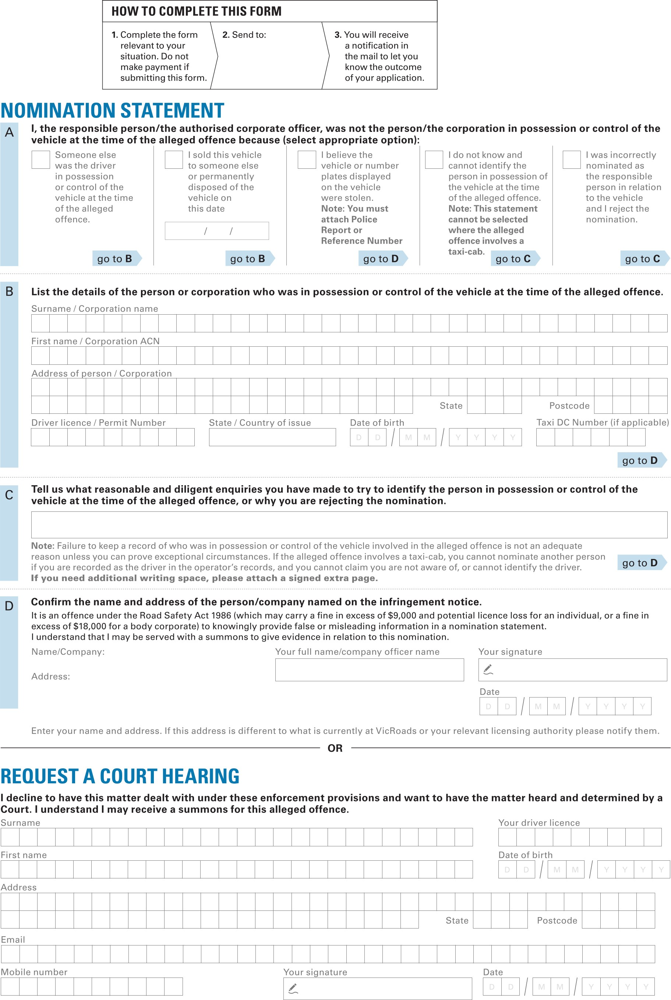 HOW TO COMPLETE THIS FORM
1. Complete the form
relevant to your
situation. Do not
make payment if
submitting this form.
2. Send to:
3. You will receive
a notification in
the mail to let you
know the outcome
of your application.
NOMINATION STATEMENT
A
I, the responsible person/the authorised corporate officer, was not the person/the corporation in possession or control of the
vehicle at the time of the alleged offence because (select appropriate option):
Someone else
was the driver
in possession
or control of the
vehicle at the time
of the alleged
offence.
go to B
I sold this vehicle
to someone else
or permanently
disposed of the
vehicle on
this date
/ /
go to B
I believe the
vehicle or number
plates displayed
on the vehicle
were stolen.
Note: You must
attach Police
Report or
Reference Number
go to D
I do not know and
cannot identify the
person in possession of
the vehicle at the time
of the alleged offence.
Note: This statement
cannot be selected
where the alleged
offence involves a
taxi-cab.
go to C
I was incorrectly
nominated as
the responsible
person in relation
to the vehicle
and I reject the
nomination.
go to C
B
List the details of the person or corporation who was in possession or control of the vehicle at the time of the alleged offence.
Surname / Corporation name
First name / Corporation ACN
Address of person / Corporation
State Postcode
Driver licence / Permit Number State / Country of issue Date of birth Taxi DC Number (if applicable)
D D / M M / Y Y Y Y
go to D
C
Tell us what reasonable and diligent enquiries you have made to try to identify the person in possession or control of the
vehicle at the time of the alleged offence, or why you are rejecting the nomination.
Note: Failure to keep a record of who was in possession or control of the vehicle involved in the alleged offence is not an adequate
reason unless you can prove exceptional circumstances. If the alleged offence involves a taxi-cab, you cannot nominate another person
if you are recorded as the driver in the operator's records, and you cannot claim you are not aware of, or cannot identify the driver.
If you need additional writing space, please attach a signed extra page.
go to D
D
Confirm the name and address of the person/company named on the infringement notice.
It is an offence under the Road Safety Act 1986 (which may carry a fine in excess of $9,000 and potential licence loss for an individual, or a fine in
excess of $18,000 for a body corporate) to knowingly provide false or misleading information in a nomination statement.
I understand that I may be served with a summons to give evidence in relation to this nomination.
Name/Company: Your full name/company officer name Your signature
Address:
Date
D D / M M / Y Y Y Y
Enter your name and address. If this address is different to what is currently at VicRoads or your relevant licensing authority please notify them.
OR
REQUEST A COURT HEARING
I decline to have this matter dealt with under these enforcement provisions and want to have the matter heard and determined by a
Court. I understand I may receive a summons for this alleged offence.
Surname Your driver licence
First name Date of birth
D D / M M / Y Y Y Y
Address
State Postcode
Email
Mobile number Your signature Date
D D / M M / Y Y Y Y